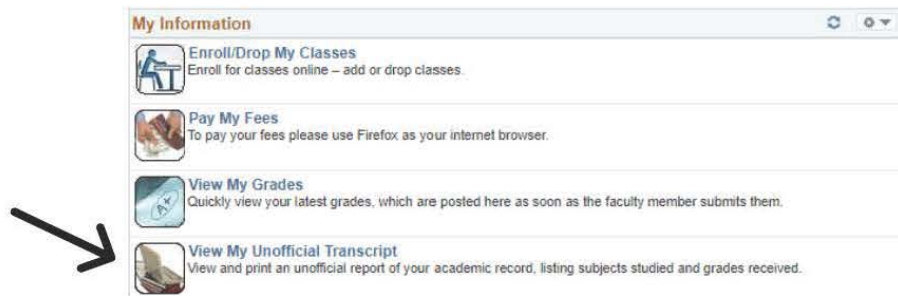 My Information
Enroll/Drop My Classes
Enroll for classes online – add or drop classes.
Pay My Fees
To pay your fees please use Firefox as your internet browser.
View My Grades
Quickly view your latest grades, which are posted here as soon as the faculty member submits them.
A+
View My Unofficial Transcript
View and print an unofficial report of your academic record, listing subjects studied and grades received.